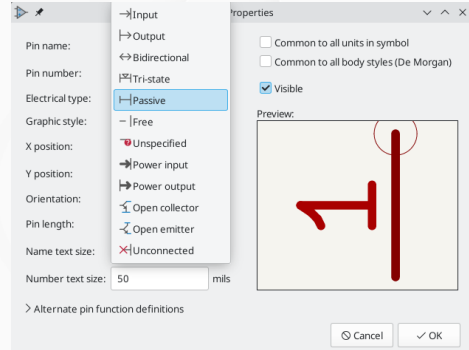 Properties
Pin name:
Pin number:
Electrical type:
Graphic style:
X position:
Y position:
Orientation:
Pin length:
Name text size:
Number text size: 50 mils
Input
Output
Bidirectional
Tri-state
Passive
Free
Unspecified
Power input
Power output
Open collector
Open emitter
Unconnected
Common to all units in symbol
Common to all body styles (De Morgan)
Visible
Preview:
1
Alternate pin function definitions
Cancel
OK